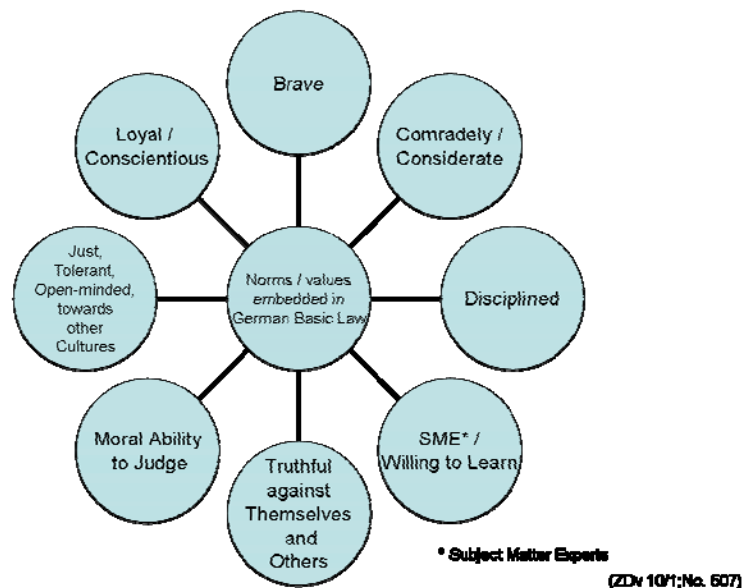 Brave
Loyal /
Conscientious
Comradely /
Considerate
Just,
Tolerant,
Open-minded,
towards
other
Cultures
Norms / values
embedded in
German Basic Law
Disciplined
Moral Ability
to Judge
SME* /
Willing to Learn
Truthful
against
Themselves
and
Others
* Subject Matter Experts
(ZDv 10/1;No. 507)